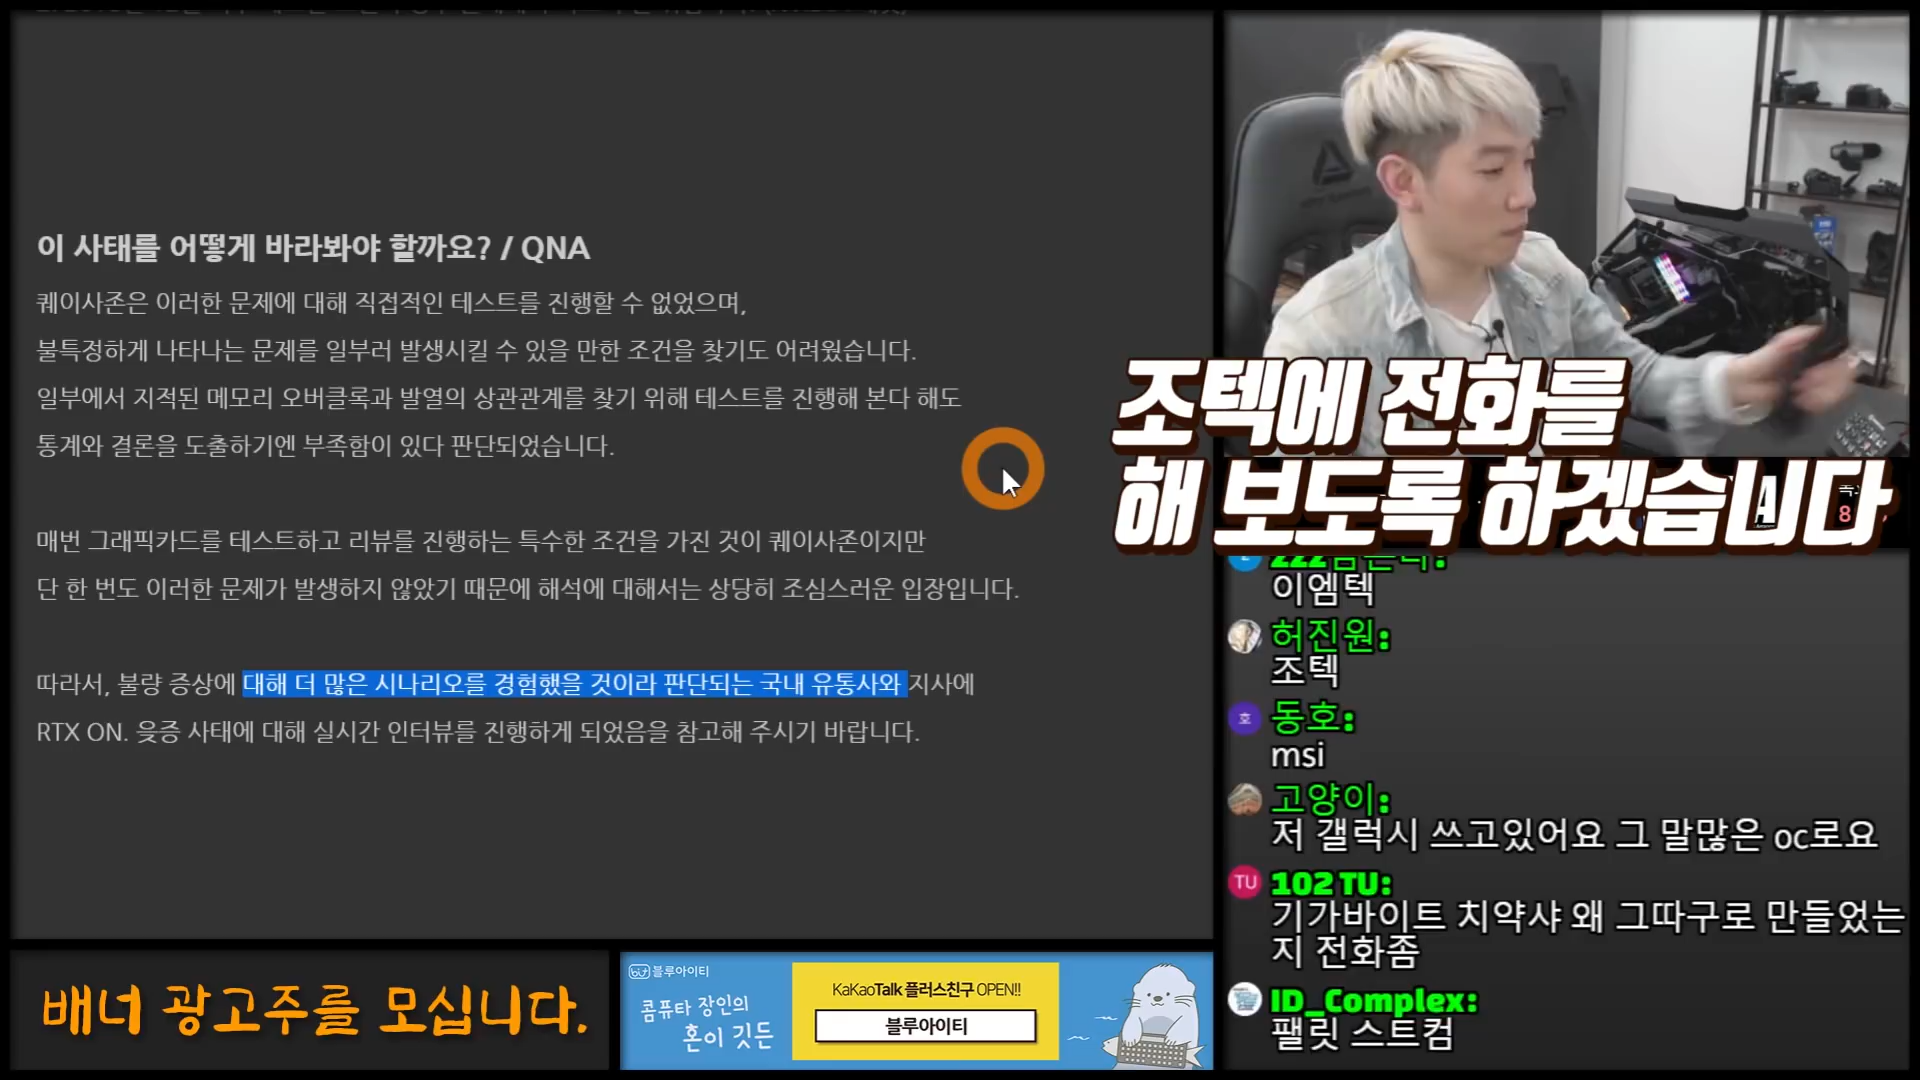 이 사태를 어떻게 바라봐야 할까요? / QNA
퀘이사존은 이러한 문제에 대해 직접적인 테스트를 진행할 수 없었으며,
불특정하게 나타나는 문제를 일부러 발생시킬 수 있을 만한 조건을 찾기도 어려웠습니다.
일부에서 지적된 메모리 오버클록과 발열의 상관관계를 찾기 위해 테스트를 진행해 본다 해도
통계와 결론을 도출하기엔 부족함이 있다 판단되었습니다.
매번 그래픽카드를 테스트하고 리뷰를 진행하는 특수한 조건을 가진 것이 퀘이사존이지만
단 한 번도 이러한 문제가 발생하지 않았기 때문에 해석에 대해서는 상당히 조심스러운 입장입니다.
따라서, 불량 증상에 대해 더 많은 시나리오를 경험했을 것이라 판단되는 국내 유통사와 지사에
RTX ON. 읒증 사태에 대해 실시간 인터뷰를 진행하게 되었음을 참고해 주시기 바랍니다.
조텍에 전화를
해 보도록 하겠습니다
이엠텍
허진원:
조텍
호 동호:
msi
고양이:
저 갤럭시 쓰고있어요 그 말많은 oc로요
TU 102 TU:
기가바이트 치약샤 왜 그따구로 만들었는
지 전화좀
ID_Complex:
팰릿 스트컴
배너 광고주를 모십니다.
블루아이티
콤퓨타 장인의
혼이 깃든
KaKaoTalk 플러스친구 OPEN!!
블루아이티